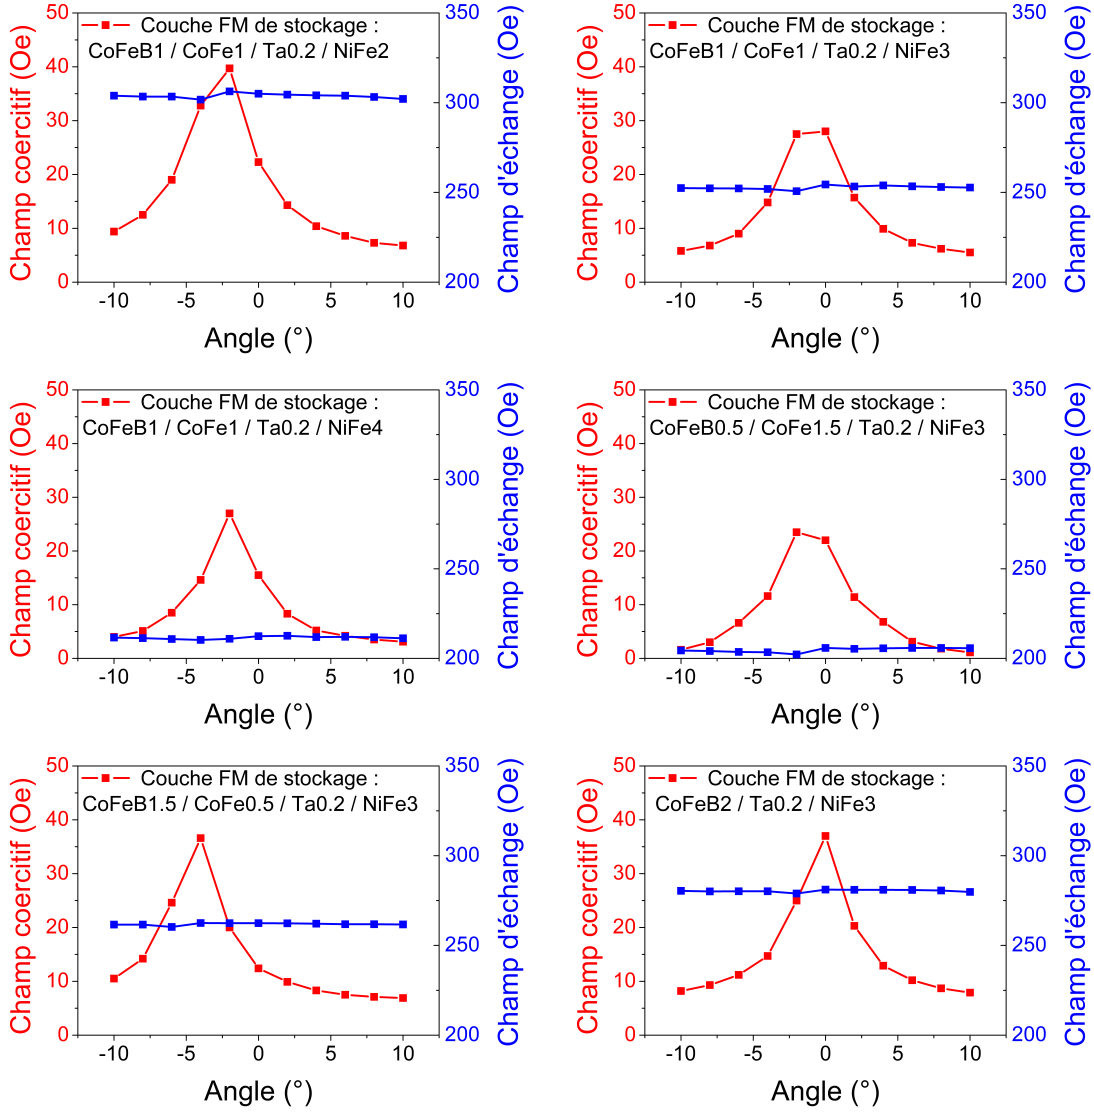 Couche FM de stockage :
CoFeB1 / CoFe1 / Ta0.2 / NiFe2
Champ coercitif (Oe)
50
40
30
20
10
0
Champ d'échange (Oe)
350
300
250
200
-10 -5 0 5 10
Angle (°)
Couche FM de stockage :
CoFeB1 / CoFe1 / Ta0.2 / NiFe3
Champ coercitif (Oe)
50
40
30
20
10
0
Champ d'échange (Oe)
350
300
250
200
-10 -5 0 5 10
Angle (°)
Couche FM de stockage :
CoFeB1 / CoFe1 / Ta0.2 / NiFe4
Champ coercitif (Oe)
50
40
30
20
10
0
Champ d'échange (Oe)
350
300
250
200
-10 -5 0 5 10
Angle (°)
Couche FM de stockage :
CoFeB0.5 / CoFe1.5 / Ta0.2 / NiFe3
Champ coercitif (Oe)
50
40
30
20
10
0
Champ d'échange (Oe)
350
300
250
200
-10 -5 0 5 10
Angle (°)
Couche FM de stockage :
CoFeB1.5 / CoFe0.5 / Ta0.2 / NiFe3
Champ coercitif (Oe)
50
40
30
20
10
0
Champ d'échange (Oe)
350
300
250
200
-10 -5 0 5 10
Angle (°)
Couche FM de stockage :
CoFeB2 / Ta0.2 / NiFe3
Champ coercitif (Oe)
50
40
30
20
10
0
Champ d'échange (Oe)
350
300
250
200
-10 -5 0 5 10
Angle (°)